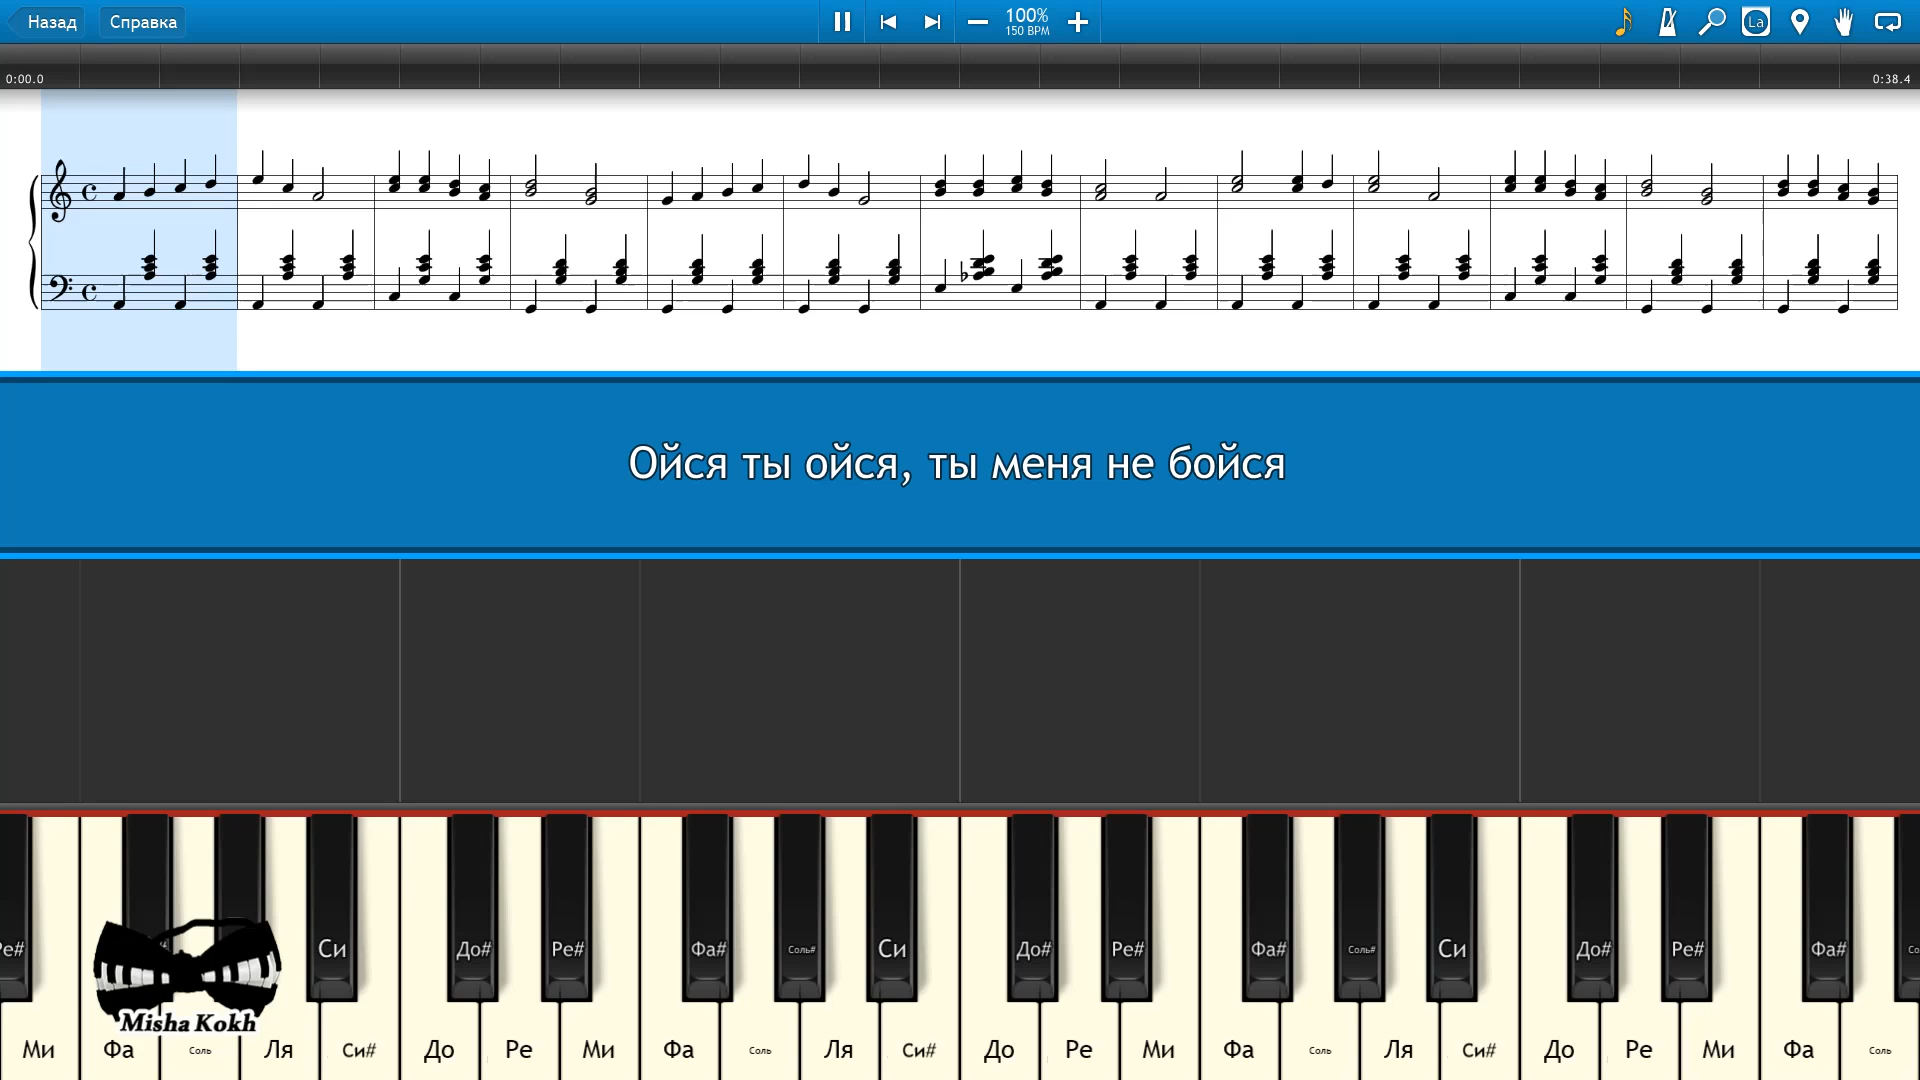 Назад Справка 100%
150 BPM La
0:00.0 0:38.4
Ойся ты ойся, ты меня не бойся
Си До# Ре# Фа# Соль# Си До# Ре# Фа# Соль# Си До# Ре# Фа#
Misha Kokh
Ми Фа Соль Ля Си# До Ре Ми Фа Соль Ля Си# До Ре Ми Фа Соль Ля Си# До Ре Ми Фа Соль